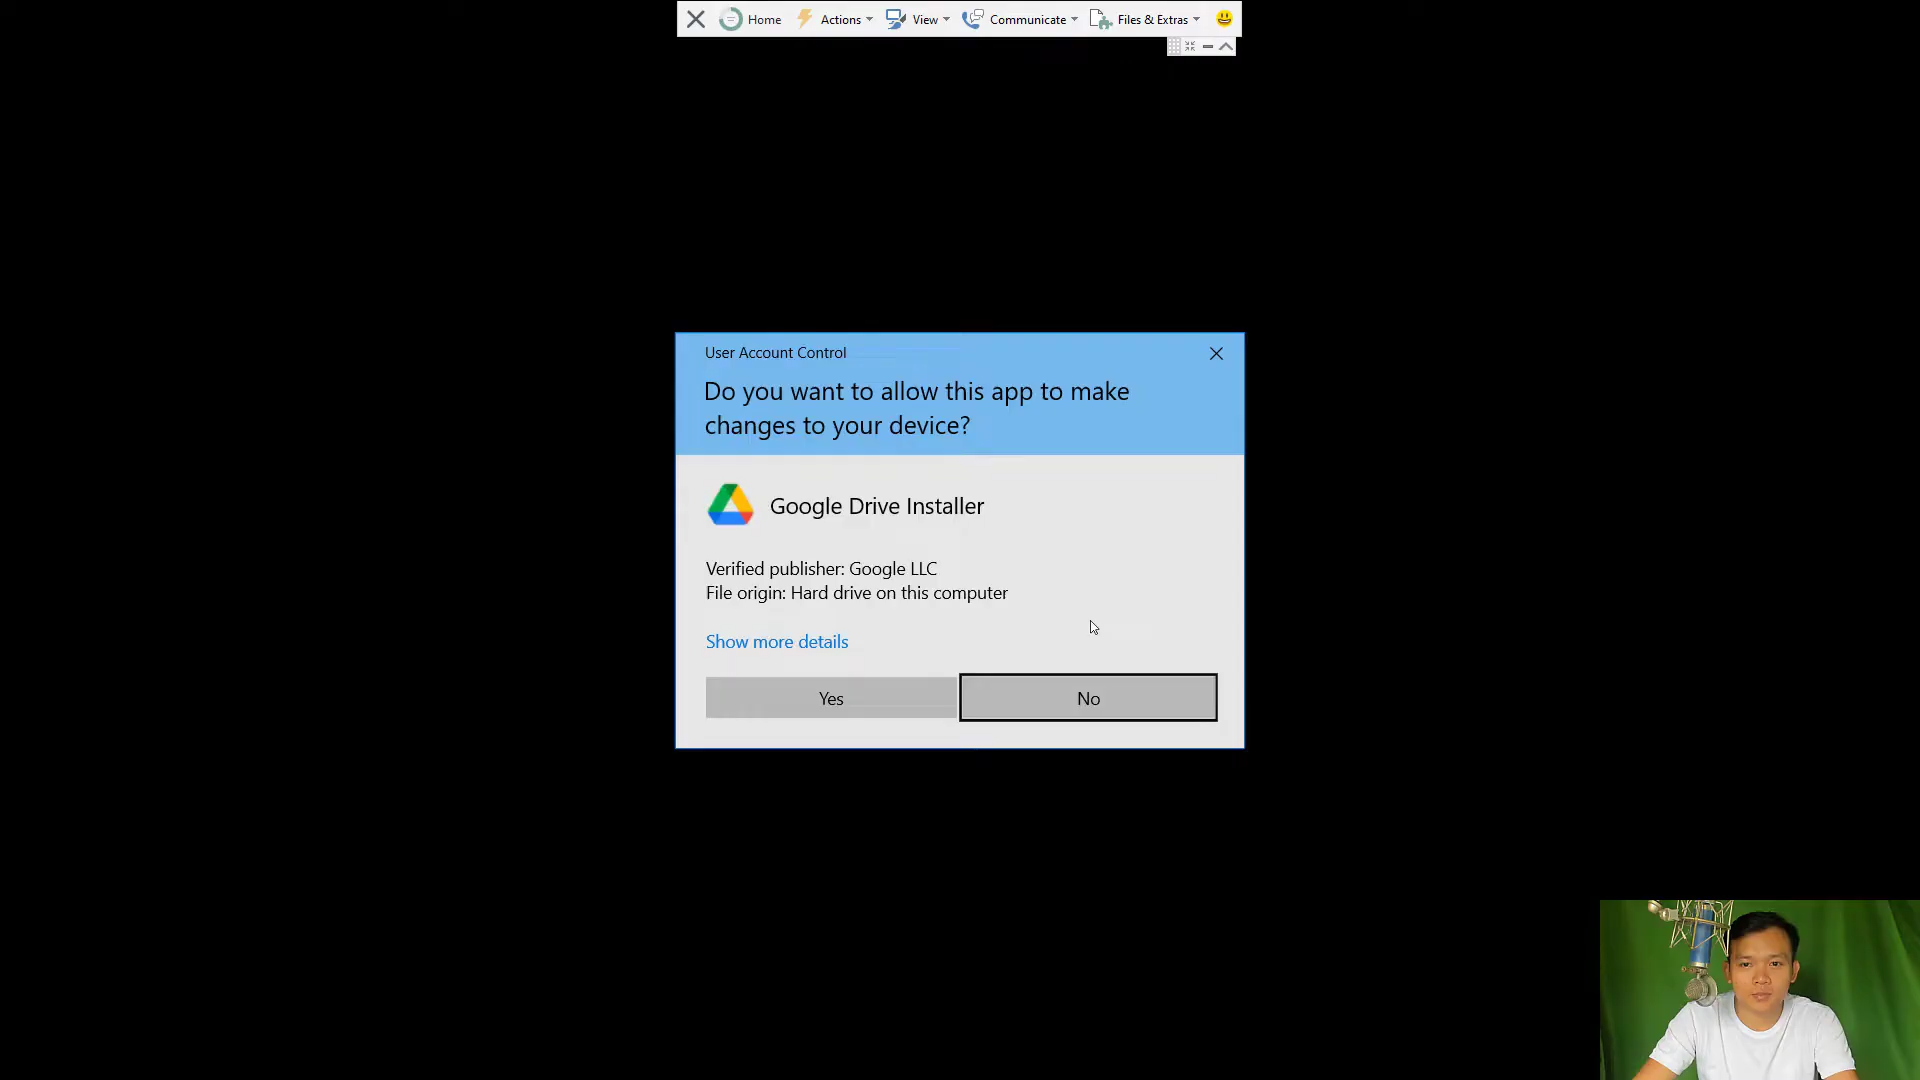 Home Actions View Communicate Files & Extras
User Account Control
Do you want to allow this app to make
changes to your device?
Google Drive Installer
Verified publisher: Google LLC
File origin: Hard drive on this computer
Show more details
Yes No